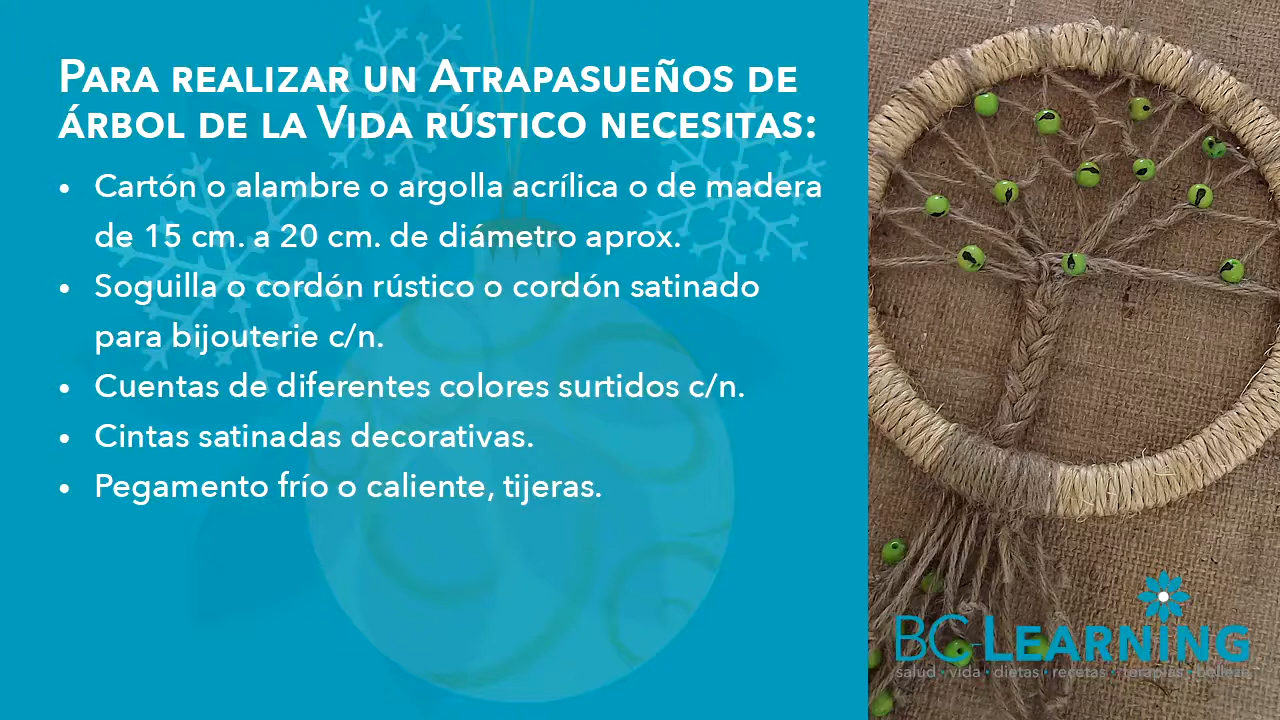 Para realizar un Atrapasueños de
árbol de la Vida rústico necesitas:
• Cartón o alambre o argolla acrílica o de madera
de 15 cm. a 20 cm. de diámetro aprox.
• Soguilla o cordón rústico o cordón satinado
para bijouterie c/n.
• Cuentas de diferentes colores surtidos c/n.
• Cintas satinadas decorativas.
• Pegamento frío o caliente, tijeras.
BG-Learning
salud • vida • dietas • recetas • terapias • belleza